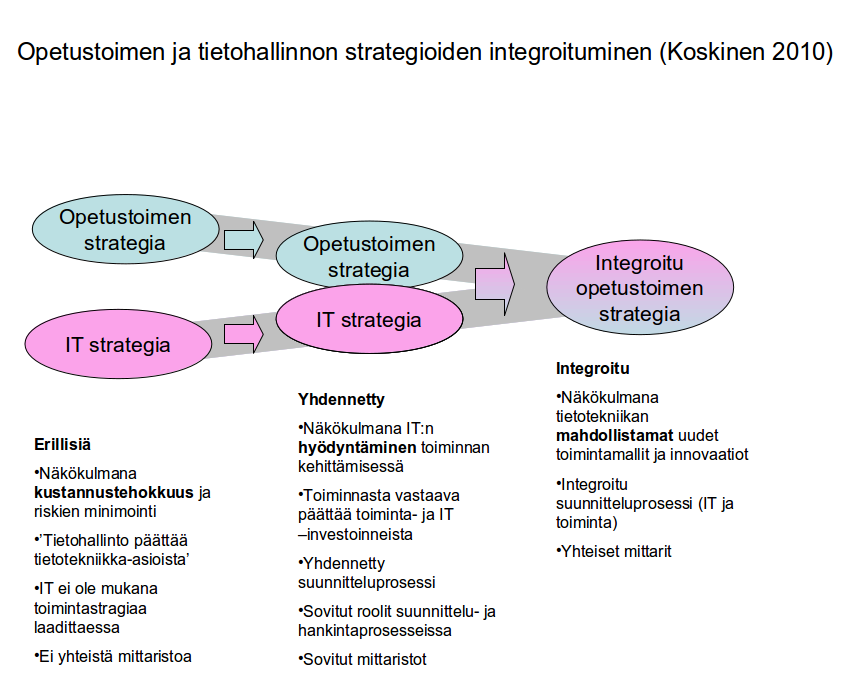 Opetustoimen ja tietohallinnon strategioiden integroituminen (Koskinen 2010)
Opetustoimen
strategia
IT strategia
Opetustoimen
strategia
IT strategia
Integroitu
opetustoimen
strategia
Erillisiä
•Näkökulmana
kustannustehokkuus ja
riskien minimointi
•'Tietohallinto päättää
tietotekniikka-asioista'
•IT ei ole mukana
toimintastragiaa
laadittaessa
•Ei yhteistä mittaristoa
Yhdennetty
•Näkökulmana IT:n
hyödyntäminen toiminnan
kehittämisessä
•Toiminnasta vastaava
päättää toiminta- ja IT
–investoinneista
•Yhdennetty
suunnitteluprosessi
•Sovitut roolit suunnittelu- ja
hankintaprosesseissa
•Sovitut mittaristot
Integroitu
•Näkökulmana
tietotekniikan
mahdollistamat uudet
toimintamallit ja innovaatiot
•Integroitu
suunnitteluprosessi (IT ja
toiminta)
•Yhteiset mittarit